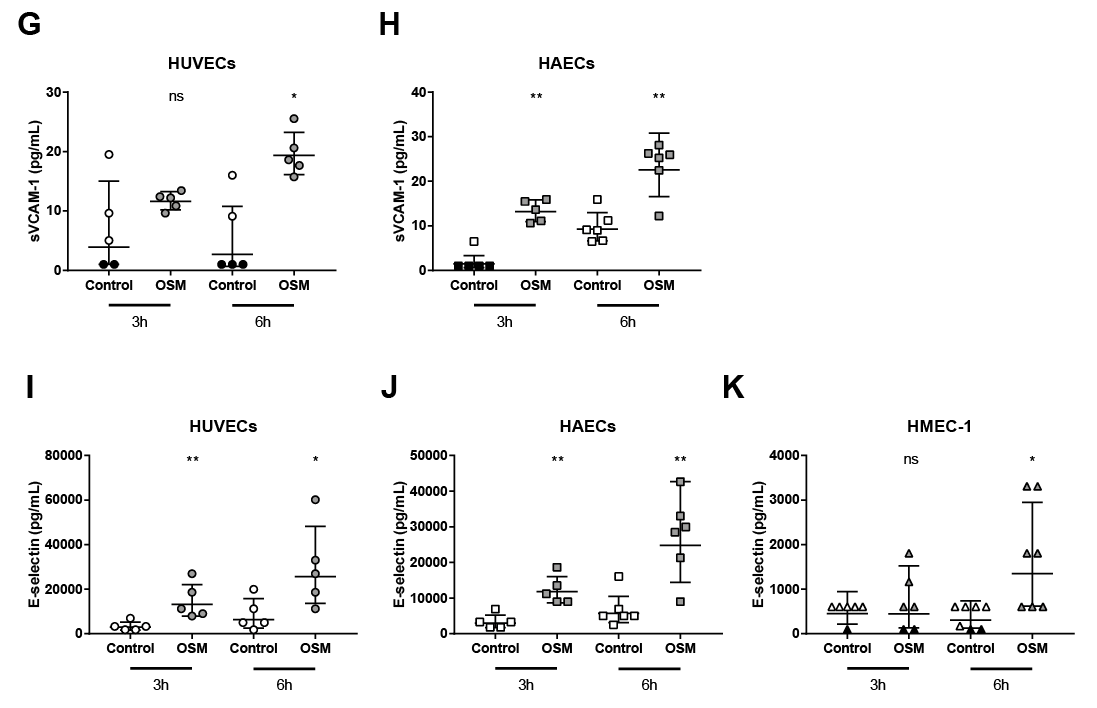 G
H
HUVECs
HAECs
sVCAM-1 (pg/mL)
30
20
10
0
ns
*
Control OSM Control OSM
3h 6h
sVCAM-1 (pg/mL)
40
30
20
10
0
** **
Control OSM Control OSM
3h 6h
I
J
K
HUVECs
HAECs
HMEC-1
E-selectin (pg/mL)
80000
60000
40000
20000
0
** *
Control OSM Control OSM
3h 6h
E-selectin (pg/mL)
50000
40000
30000
20000
10000
0
** **
Control OSM Control OSM
3h 6h
E-selectin (pg/mL)
4000
3000
2000
1000
0
ns *
Control OSM Control OSM
3h 6h